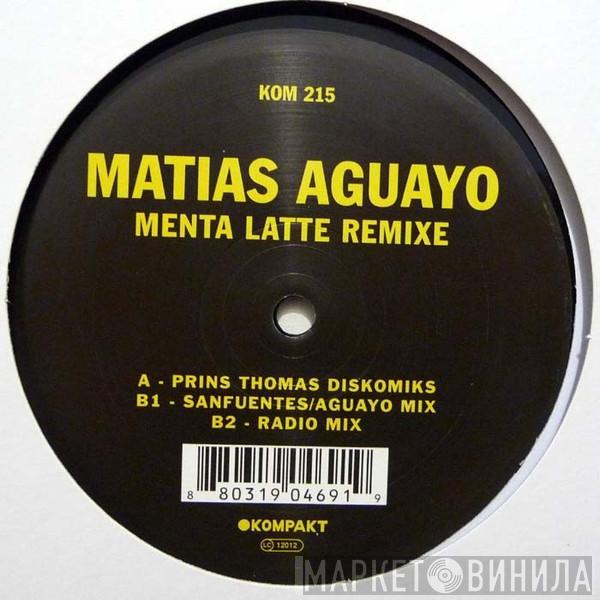 KOM 215
MATIAS AGUAYO
MENTA LATTE REMIXE
A - PRINS THOMAS DISKOMIKS
B1 - SANFUENTES/AGUAYO MIX
B2 - RADIO MIX
8 80319 04691 9
KOMPAKT
LC 12012
МАРКЕТ ВИНИЛА